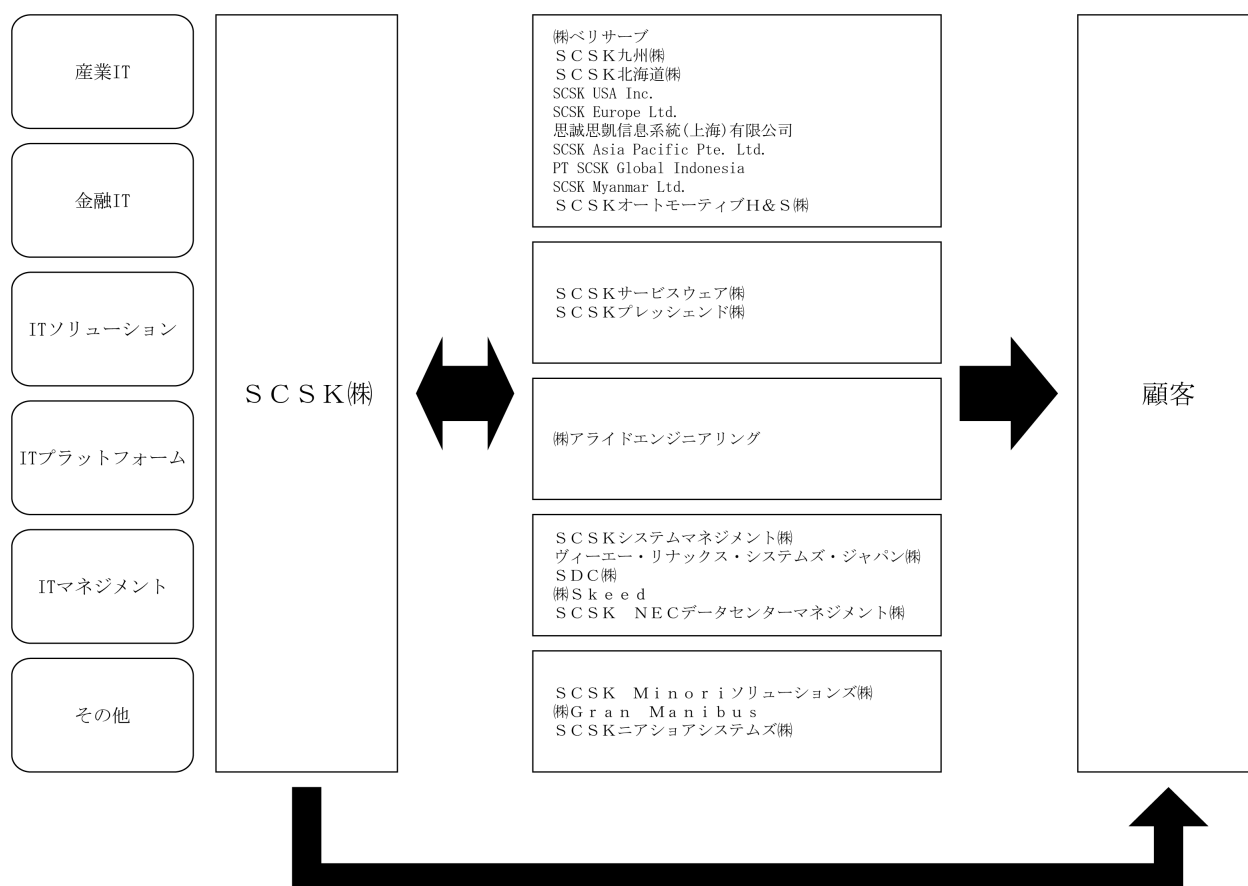 産業IT
金融IT
ITソリューション
ITプラットフォーム
ITマネジメント
その他
ＳＣＳＫ㈱
㈱ベリサーブ
ＳＣＳＫ九州㈱
ＳＣＳＫ北海道㈱
SCSK USA Inc.
SCSK Europe Ltd.
思誠思凱信息系統(上海)有限公司
SCSK Asia Pacific Pte. Ltd.
PT SCSK Global Indonesia
SCSK Myanmar Ltd.
ＳＣＳＫオートモーティブＨ＆Ｓ㈱
ＳＣＳＫサービスウェア㈱
ＳＣＳＫプレッシェンド㈱
㈱アライドエンジニアリング
ＳＣＳＫシステムマネジメント㈱
ヴィーエー・リナックス・システムズ・ジャパン㈱
ＳＤＣ㈱
㈱Ｓｋｅｅｄ
ＳＣＳＫ　ＮＥＣデータセンターマネジメント㈱
ＳＣＳＫ　Ｍｉｎｏｒｉソリューションズ㈱
㈱Ｇｒａｎ　Ｍａｎｉｂｕｓ
ＳＣＳＫニアショアシステムズ㈱
顧客